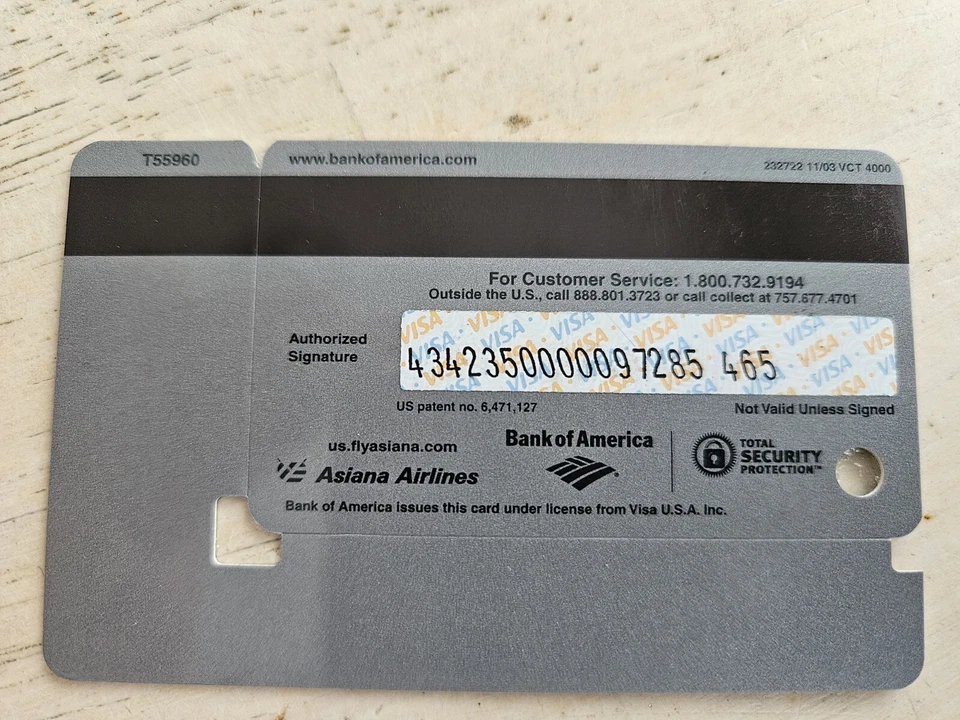 T55960
www.bankofamerica.com
232722 11/03 VCT 4000
For Customer Service: 1.800.732.9194
Outside the U.S., call 888.801.3723 or call collect at 757.677.4701
Authorized
Signature
4342350000097285 465
US patent no. 6,471,127
Not Valid Unless Signed
us.flyasiana.com
Asiana Airlines
Bank of America
TOTAL
SECURITY
PROTECTION™
Bank of America issues this card under license from Visa U.S.A. Inc.